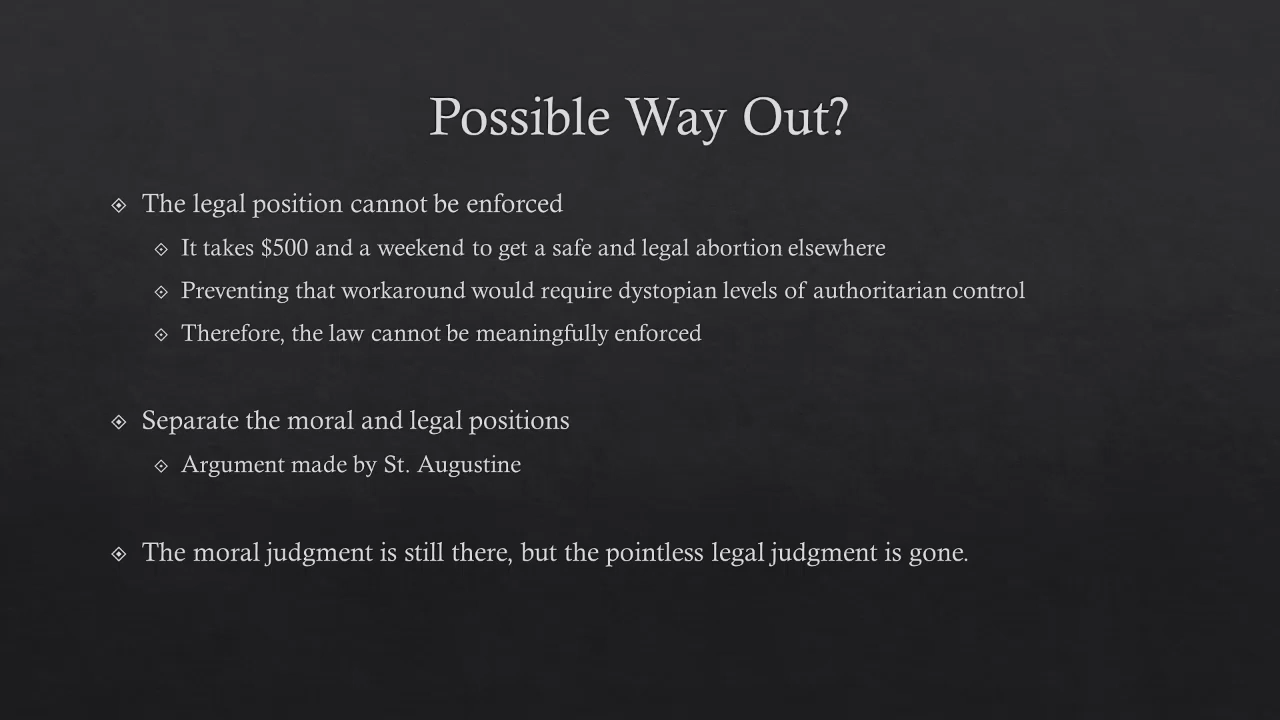 Possible Way Out?
The legal position cannot be enforced
It takes $500 and a weekend to get a safe and legal abortion elsewhere
Preventing that workaround would require dystopian levels of authoritarian control
Therefore, the law cannot be meaningfully enforced
Separate the moral and legal positions
Argument made by St. Augustine
The moral judgment is still there, but the pointless legal judgment is gone.